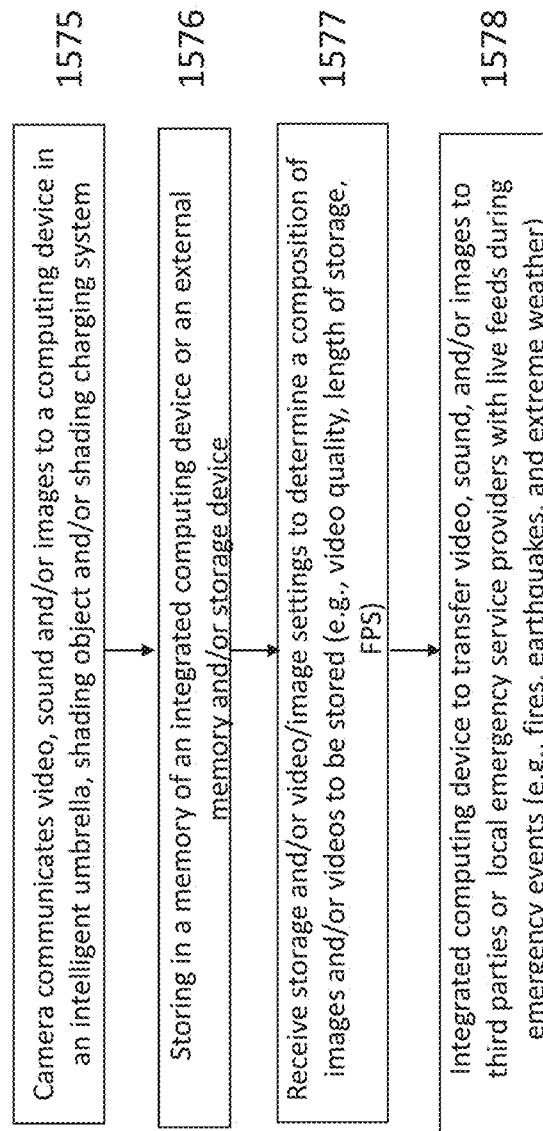 Camera communicates video, sound and/or images to a computing device in
an intelligent umbrella, shading object and/or shading charging system
1575
Storing in a memory of an integrated computing device or an external
memory and/or storage device
1576
Receive storage and/or video/image settings to determine a composition of
images and/or videos to be stored (e.g., video quality, length of storage,
FPS)
1577
Integrated computing device to transfer video, sound, and/or images to
third parties or local emergency service providers with live feeds during
emergency events (e.g., fires, earthquakes, and extreme weather)
1578